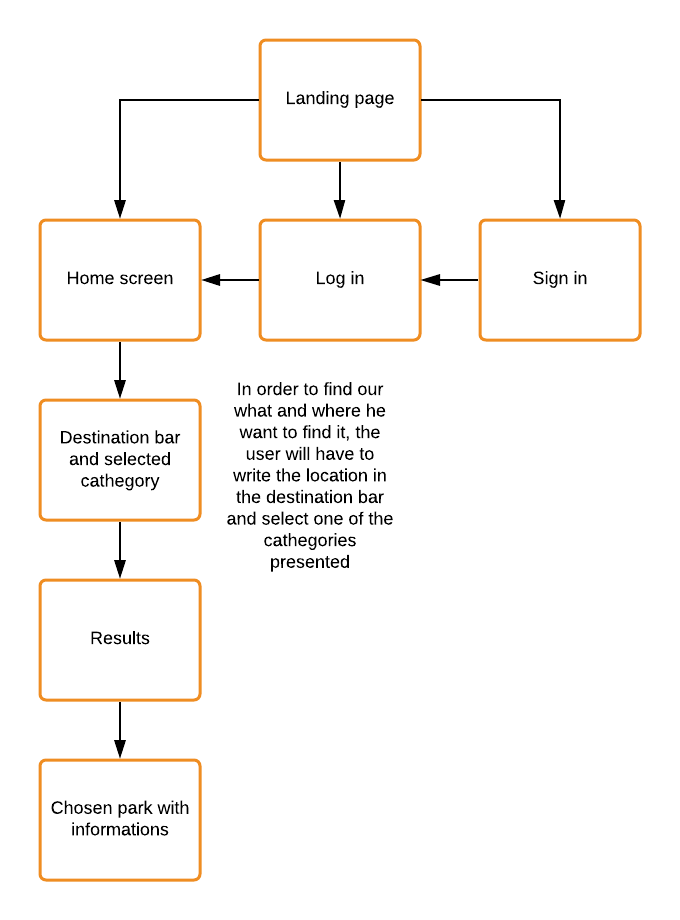 Landing page
Home screen
Log in
Sign in
Destination bar
and selected
cathegory
In order to find our
what and where he
want to find it, the
user will have to
write the location in
the destination bar
and select one of the
cathegories
presented
Results
Chosen park with
informations